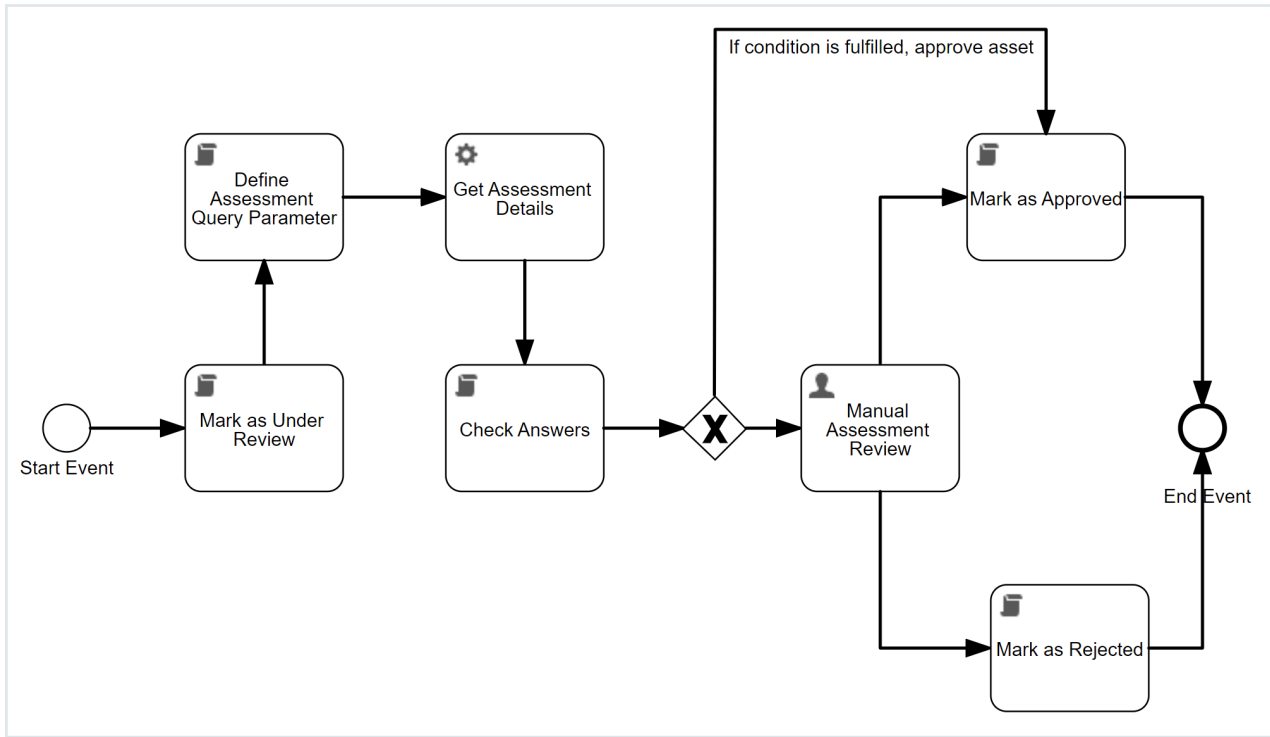 If condition is fulfilled, approve asset
Define
Assessment
Query Parameter
Get Assessment
Details
Mark as Approved
Mark as Under
Review
Check Answers
X
Manual
Assessment
Review
Start Event
End Event
Mark as Rejected